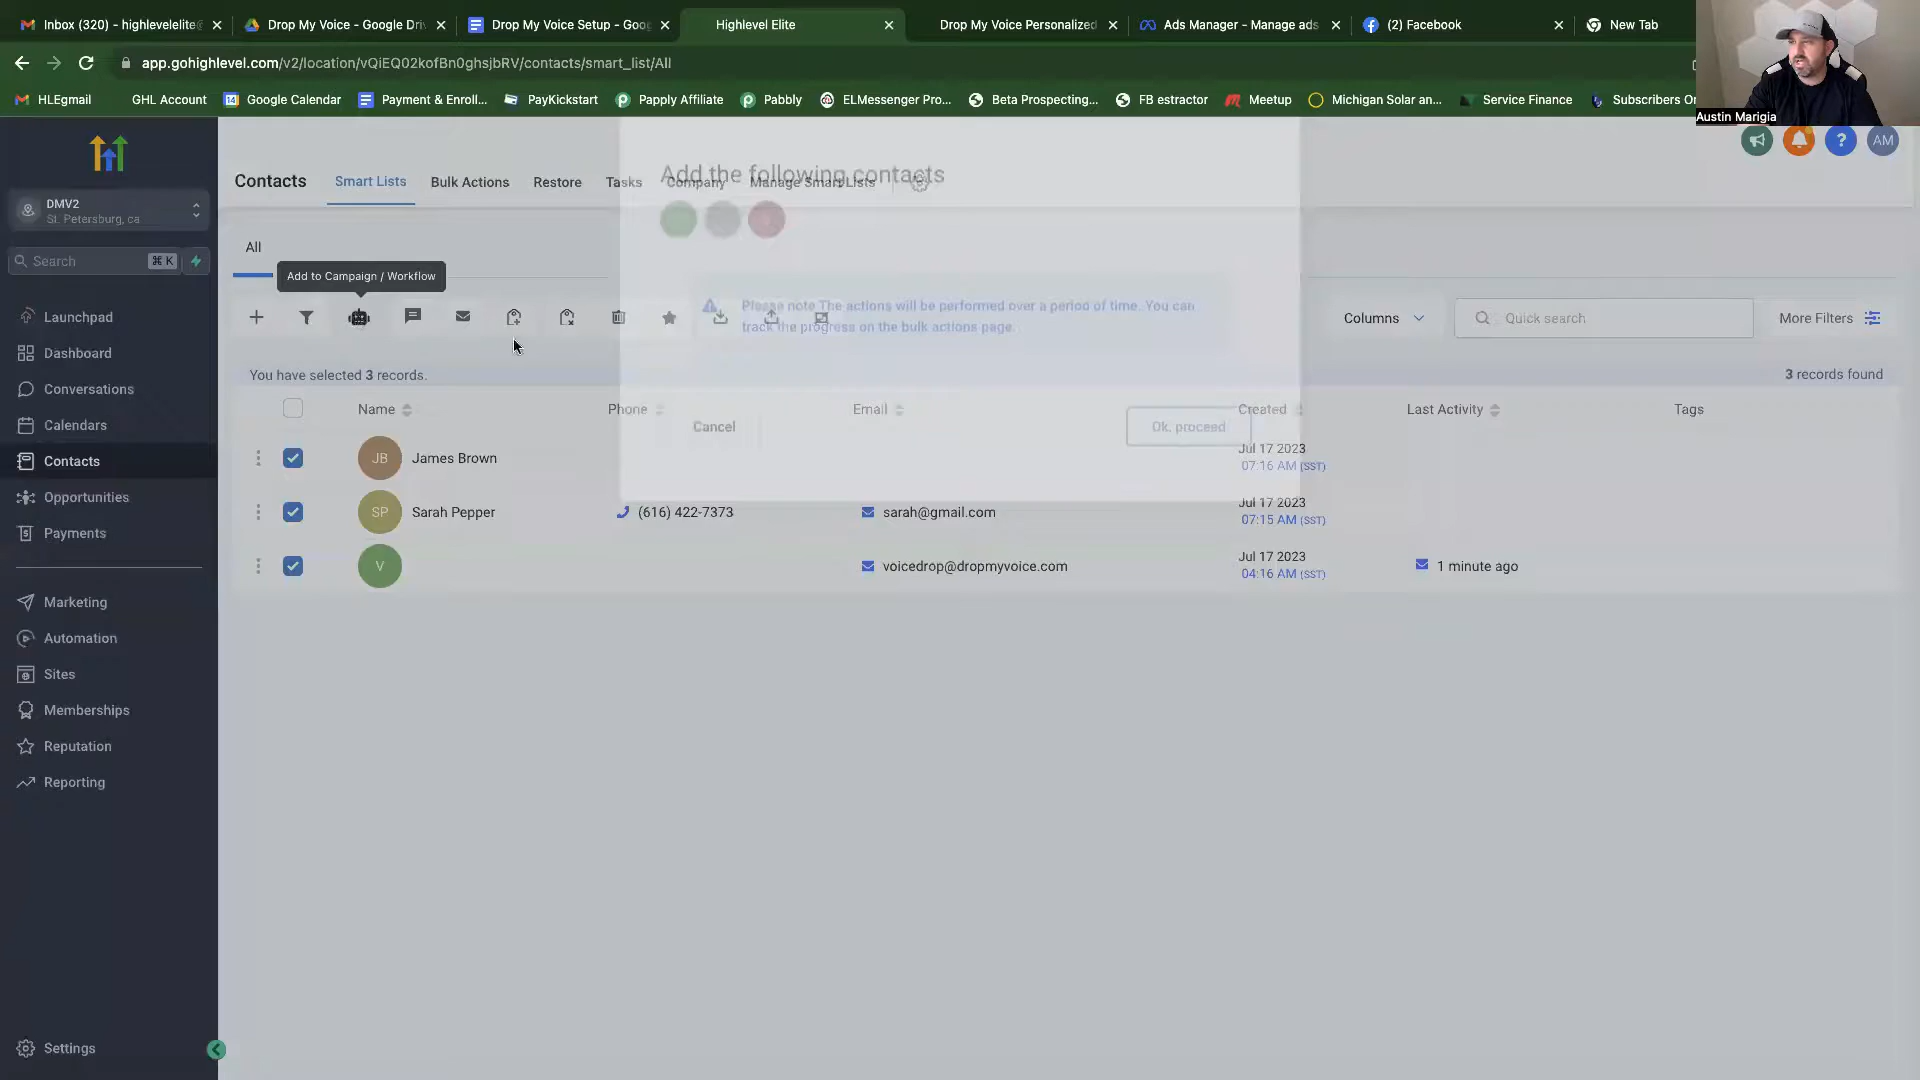 Inbox (320) - highlevelelite@
Drop My Voice - Google Dri
Drop My Voice Setup - Goog
Highlevel Elite
Drop My Voice Personalized
Ads Manager - Manage ads
(2) Facebook
New Tab
app.gohighlevel.com/v2/location/vQiEQ02kofBn0ghsjbRV/contacts/smart_list/All
HLEgmail
GHL Account
Google Calendar
Payment & Enroll...
PayKickstart
Papply Affiliate
Pabbly
ELMessenger Pro...
Beta Prospecting...
FB estractor
Meetup
Michigan Solar an...
Service Finance
Subscribers Or
Austin Marigia
AM
DMV2
St. Petersburg, ca
Search
⌘ K
Launchpad
Dashboard
Conversations
Calendars
Contacts
Opportunities
Payments
Marketing
Automation
Sites
Memberships
Reputation
Reporting
Settings
Contacts
Smart Lists
Bulk Actions
Restore
Tasks
Company
Manage Smart Lists
Add the following contacts
All
Add to Campaign / Workflow
Please note The actions will be performed over a period of time. You can
track the progress on the bulk actions page.
Columns
Quick search
More Filters
You have selected 3 records.
3 records found
Cancel
Ok, proceed
Name
Phone
Email
Created
Last Activity
Tags
JB
James Brown
Jul 17 2023
07:16 AM (SST)
SP
Sarah Pepper
(616) 422-7373
sarah@gmail.com
Jul 17 2023
07:15 AM (SST)
V
voicedrop@dropmyvoice.com
Jul 17 2023
04:16 AM (SST)
1 minute ago